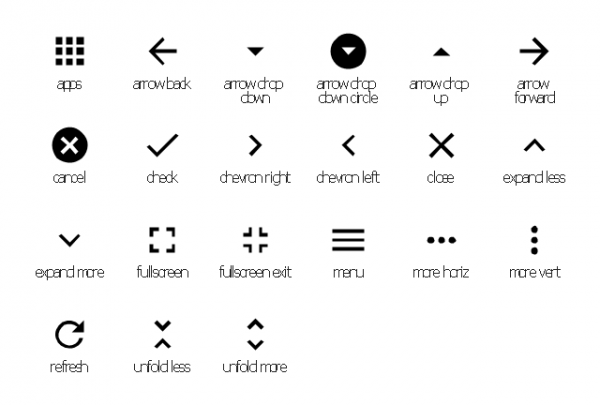 apps
arrow back
arrow drop
down
arrow drop
down circle
arrow drop
up
arrow
forward
cancel
check
chevron right
chevron left
close
expand less
expand more
fullscreen
fullscreen exit
menu
more horiz
more vert
refresh
unfold less
unfold more